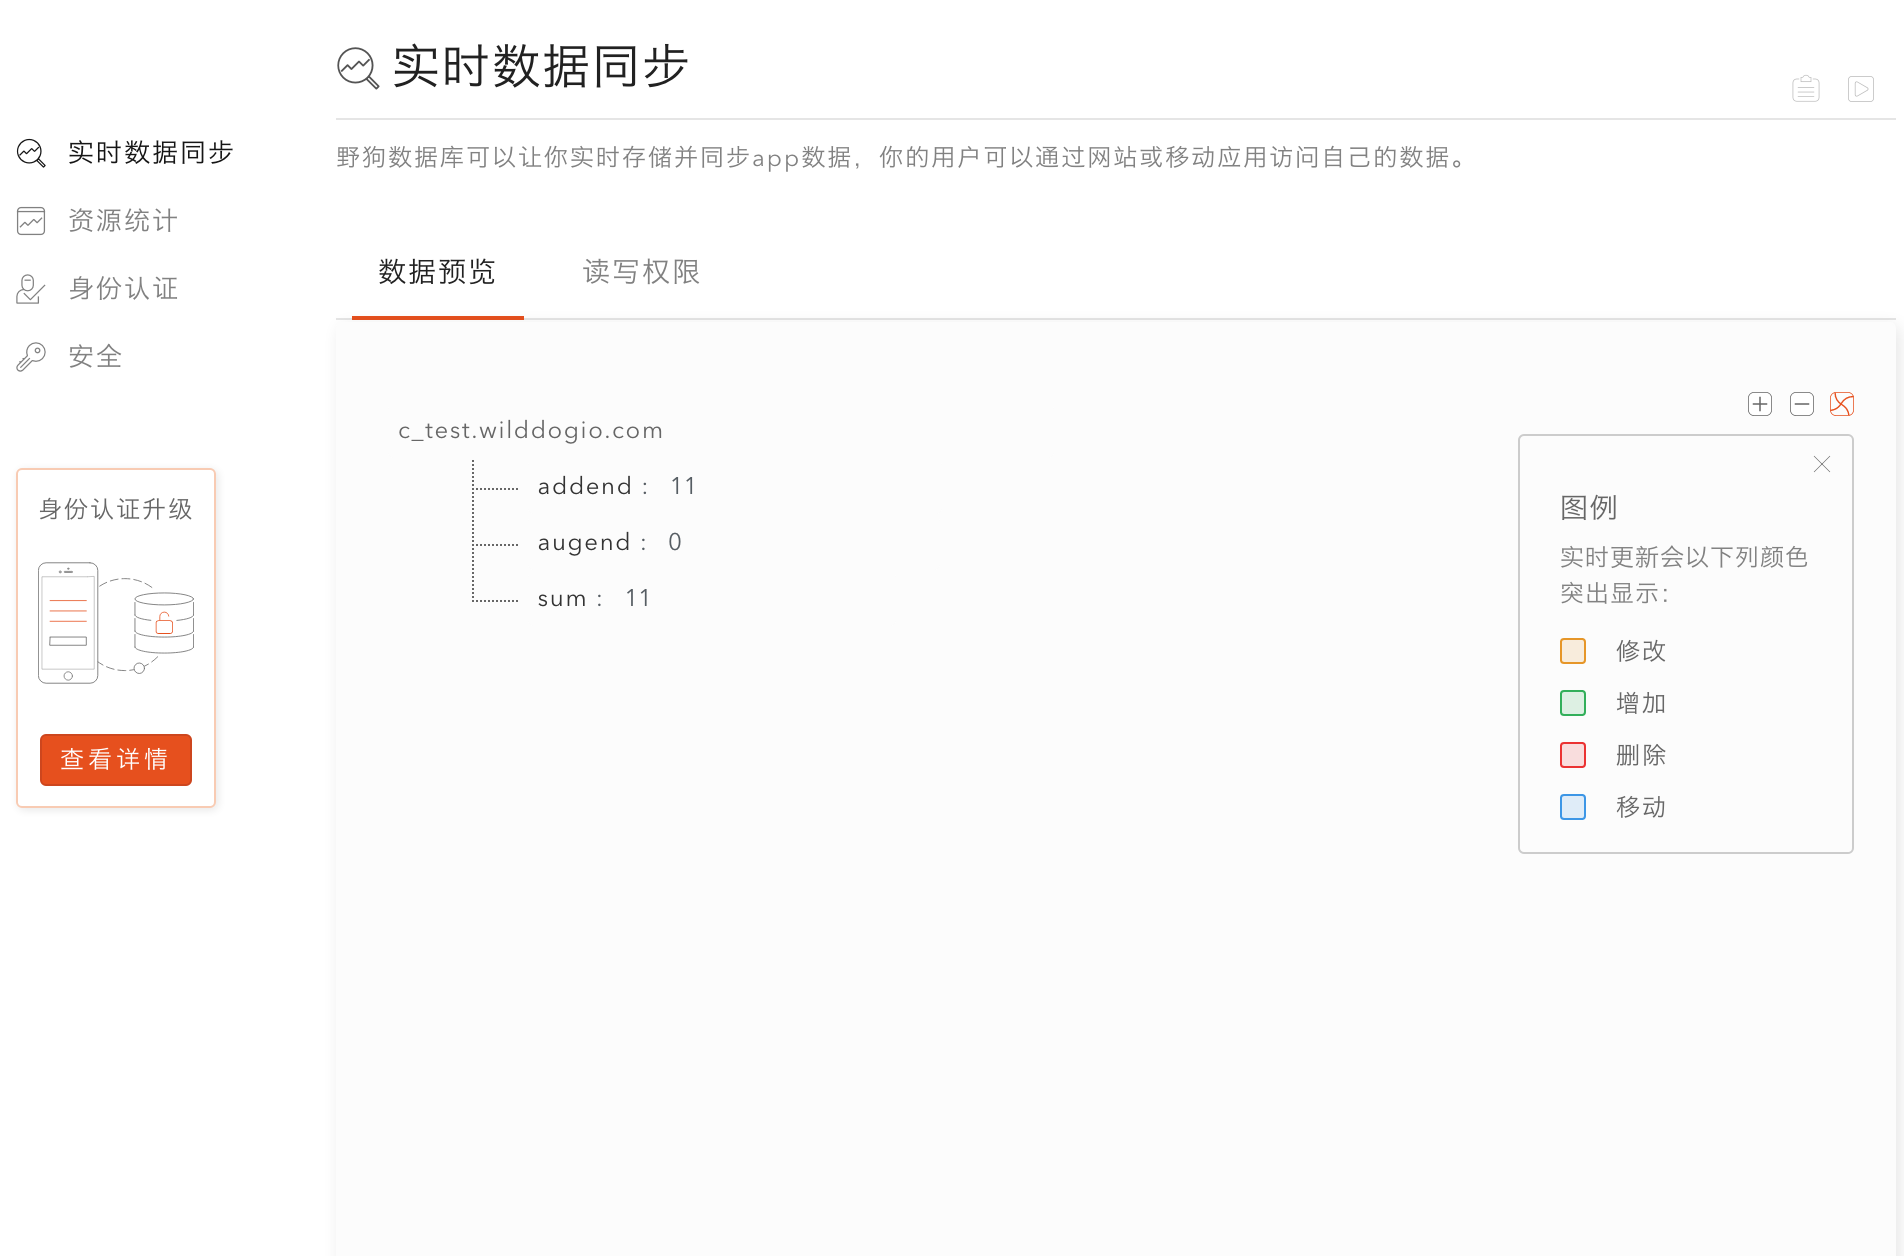 实时数据同步
野狗数据库可以让你实时存储并同步app数据，你的用户可以通过网站或移动应用访问自己的数据。
实时数据同步
资源统计
身份认证
安全
身份认证升级
查看详情
数据预览
读写权限
c_test.wilddogio.com
addend : 11
augend : 0
sum : 11
图例
实时更新会以下列颜色
突出显示：
修改
增加
删除
移动